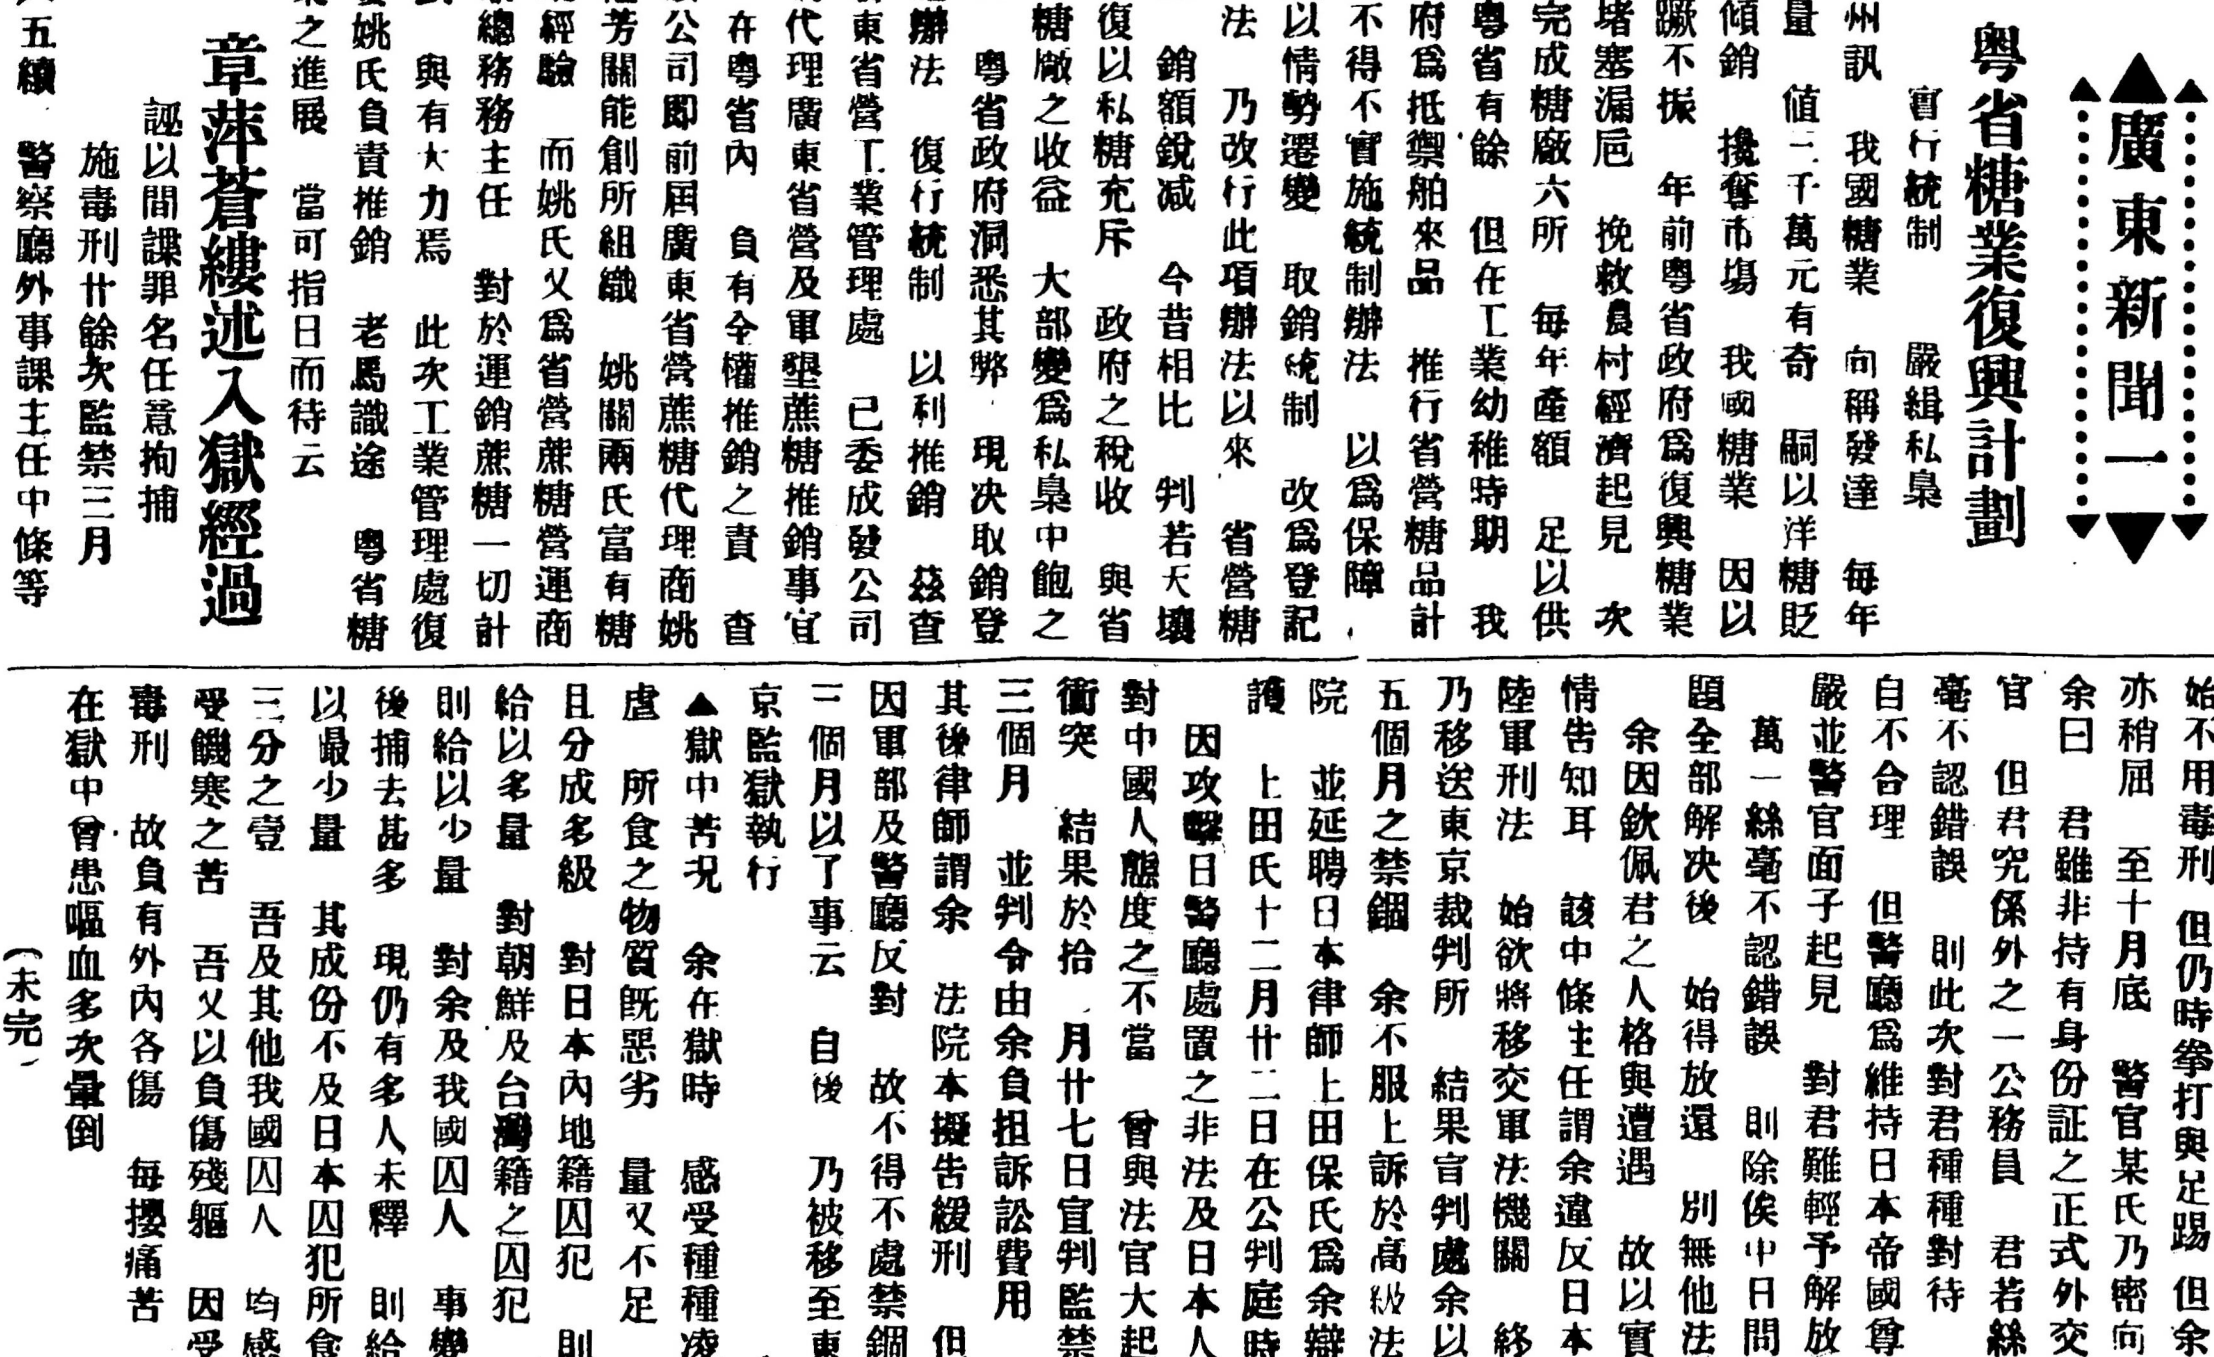 廣東新聞一
粤省糖業復興計劃
實行統制 嚴緝私梟
州訊 我國糖業 向稱發達 每年
量 值三千萬元有奇 嗣以洋糖貶
傾銷 攙奪市場 我國糖業 因以
蹶不振 年前粤省政府爲復興糖業
堵塞漏巵 挽救農村經濟起見 次
完成糖廠六所 每年產額 足以供
粤省有餘 但在工業幼稚時期 我
府爲抵禦舶來品 推行省營糖品計
不得不實施統制辦法 以爲保障
以情勢遷變 取銷統制 改爲登記
法 乃改行此項辦法以來 省營糖
銷額銳減 今昔相比 判若天壤
復以私糖充斥 政府之稅收 與省
糖廠之收益 大部變爲私梟中飽之
粤省政府洞悉其弊 現决取銷登
辦法 復行統制 以利推銷 茲查
東省營工業管理處 已委成發公司
代理廣東省營及軍墾蔗糖推銷事宜
在粤省內 負有全權推銷之責 查
公司即前屆廣東省營蔗糖代理商姚
芳關能創所組織 姚關兩氏富有糖
經驗 而姚氏又爲省營蔗糖營運商
總務務主任 對於運銷蔗糖一切計
與有大力焉 此次工業管理處復
姚氏負責推銷 老馬識途 粤省糖
之進展 當可指日而待云
章萍蒼縷述入獄經過
誣以間諜罪名任意拘捕
施毒刑廿餘次監禁三月
五續 警察廳外事課主任中條等
始不用毒刑 但仍時拳打與足踢 但余
亦稍屈 至十月底 警官某氏乃密向
余曰 君雖非持有身份証之正式外交
官 但君究係外之一公務員 君若絲
毫不認錯誤 則此次對君種種對待
自不合理 但警廳爲維持日本帝國尊
嚴並警官面子起見 對君難輕予解放
萬一絲毫不認錯誤 則除俟中日問
題全部解决後 始得放還 別無他法
余因欽佩君之人格與遭遇 故以實
情告知耳 該中條主任謂余違反日本
陸軍刑法 始欲將移交軍法機關 終
乃移送東京裁判所 結果官判處余以
五個月之禁錮 余不服上訴於高級法
院 並延聘日本律師上田保氏爲余辯
護 上田氏十二月廿二日在公判庭時
因攻擊日警廳處置之非法及日本人
對中國人態度之不當 曾與法官大起
衝突 結果於拾 月廿七日宣判監禁
三個月 並判令由余負担訴訟費用
其後律師謂余 法院本擬告緩刑 但
因軍部及警廳反對 故不得不處禁錮
三個月以了事云 自後 乃被移至東
京監獄執行
▲獄中苦況 余在獄時 感受種種凌
虐 所食之物質旣惡劣 量又不足
且分成多級 對日本內地籍囚犯 則
給以多量 對朝鮮及台灣籍之囚犯
則給以少量 對余及我國囚人 事變
後捕去甚多 現仍有多人未釋 則給
以最少量 其成份不及日本囚犯所食
三分之壹 吾及其他我國囚人 均感
受饑寒之苦 吾又以負傷殘軀 因受
毒刑 故負有外內各傷 每攖痛苦
在獄中曾患嘔血多次暈倒
（未完）